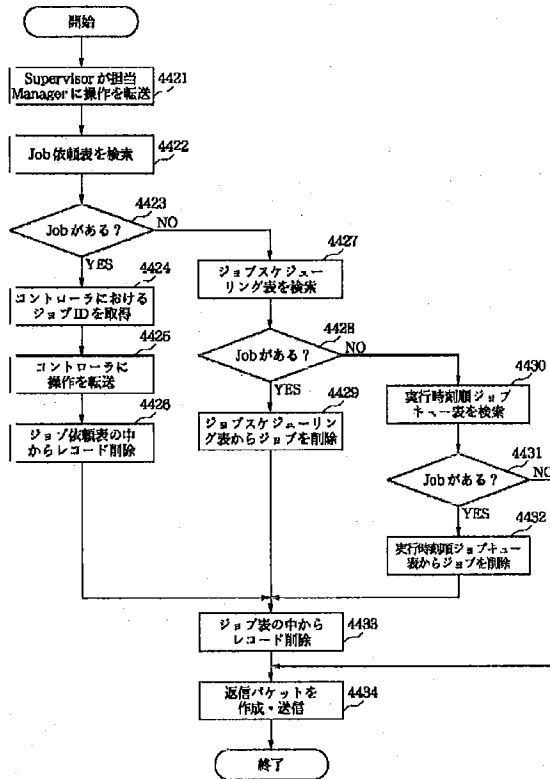 開始
Supervisorが担当
Managerに操作を転送
4421
Job依頼表を検索
4422
4423
Jobがある？
NO
YES
4424
コントローラにおける
ジョブIDを取得
4425
コントローラに
操作を転送
4426
ジョブ依頼表の中
からレコード削除
4427
ジョブスケジュー
リング表を検索
4428
Jobがある？
NO
YES
4429
ジョブスケジューリン
グ表からジョブを削除
4430
実行時刻順ジョブ
キュー表を検索
4431
Jobがある？
NO
YES
4432
実行時刻順ジョブキュー
表からジョブを削除
ジョブ表の中から
レコード削除
4433
返信パケットを
作成・送信
4434
終了